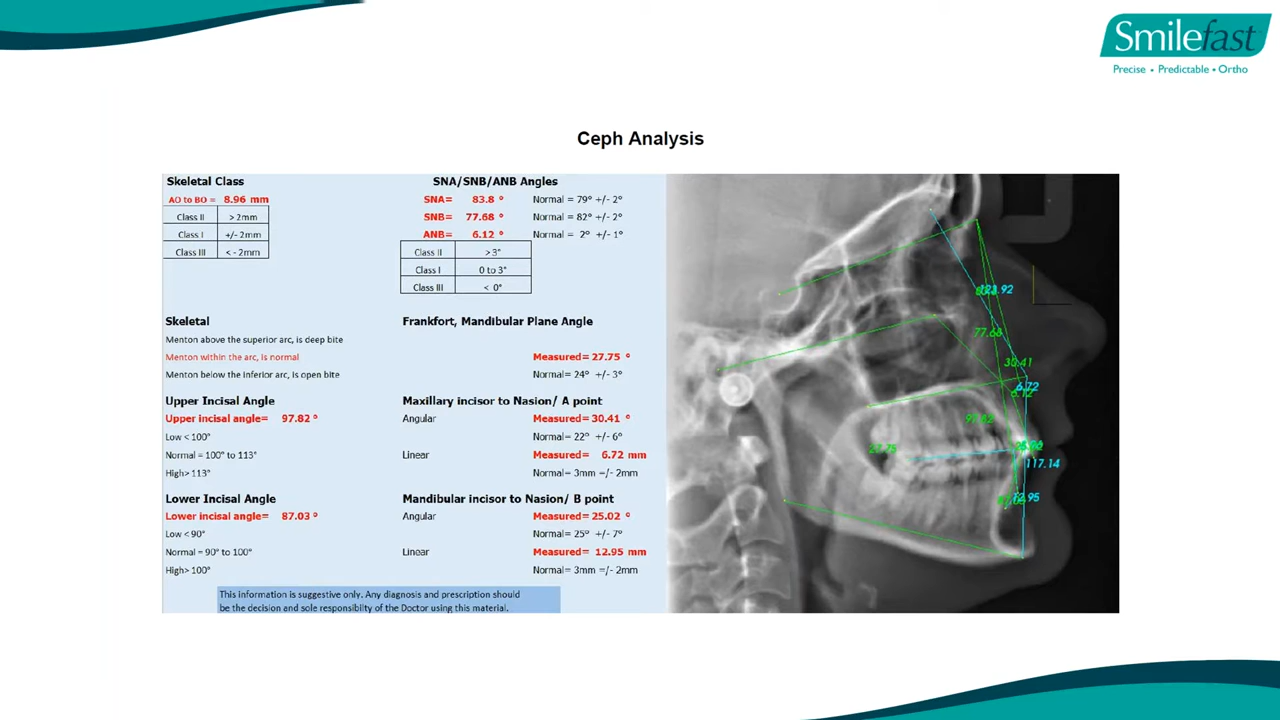 Smilefast
Precise • Predictable • Ortho
Ceph Analysis
Skeletal Class
AO to BO = 8.96 mm
Class II > 2mm
Class I +/- 2mm
Class III < - 2mm
SNA/SNB/ANB Angles
SNA= 83.8 ° Normal = 79° +/- 2°
SNB= 77.68 ° Normal = 82° +/- 2°
ANB= 6.12 ° Normal = 2° +/- 1°
Class II > 3°
Class I 0 to 3°
Class III < 0°
Skeletal
Menton above the superior arc, is deep bite
Menton within the arc, is normal
Menton below the inferior arc, is open bite
Frankfort, Mandibular Plane Angle
Measured= 27.75 °
Normal= 24° +/- 3°
Upper Incisal Angle
Upper incisal angle= 97.82 °
Low < 100°
Normal = 100° to 113°
High> 113°
Maxillary incisor to Nasion/ A point
Angular Measured= 30.41 °
Normal= 22° +/- 6°
Linear Measured= 6.72 mm
Normal= 3mm =/- 2mm
Lower Incisal Angle
Lower incisal angle= 87.03 °
Low < 90°
Normal = 90° to 100°
High> 100°
Mandibular incisor to Nasion/ B point
Angular Measured= 25.02 °
Normal= 25° +/- 7°
Linear Measured= 12.95 mm
Normal= 3mm =/- 2mm
This information is suggestive only. Any diagnosis and prescription should
be the decision and sole responsibilty of the Doctor using this material.
77.68
30.41
6.72
6.12
97.82
27.75
117.14
12.95